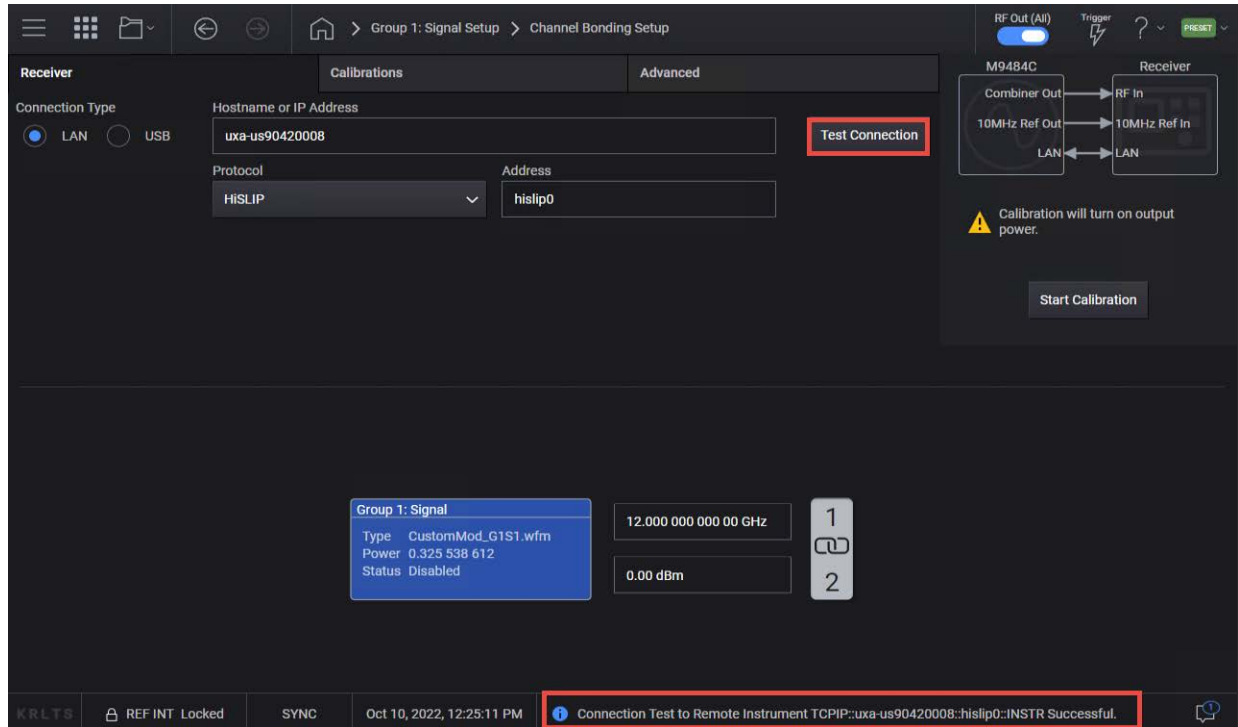 Group 1: Signal Setup > Channel Bonding Setup
RF Out (All)
Trigger
?
PRESET
Receiver
Calibrations
Advanced
Connection Type
LAN
USB
Hostname or IP Address
uxa-us90420008
Test Connection
Protocol
Address
HiSLIP
hislip0
M9484C
Receiver
Combiner Out
RF In
10MHz Ref Out
10MHz Ref In
LAN
LAN
Calibration will turn on output
power.
Start Calibration
Group 1: Signal
Type CustomMod_G1S1.wfm
Power 0.325 538 612
Status Disabled
12.000 000 000 00 GHz
0.00 dBm
1
2
KRLTS
REF INT Locked
SYNC
Oct 10, 2022, 12:25:11 PM
Connection Test to Remote Instrument TCPIP::uxa-us90420008::hislip0::INSTR Successful.
1